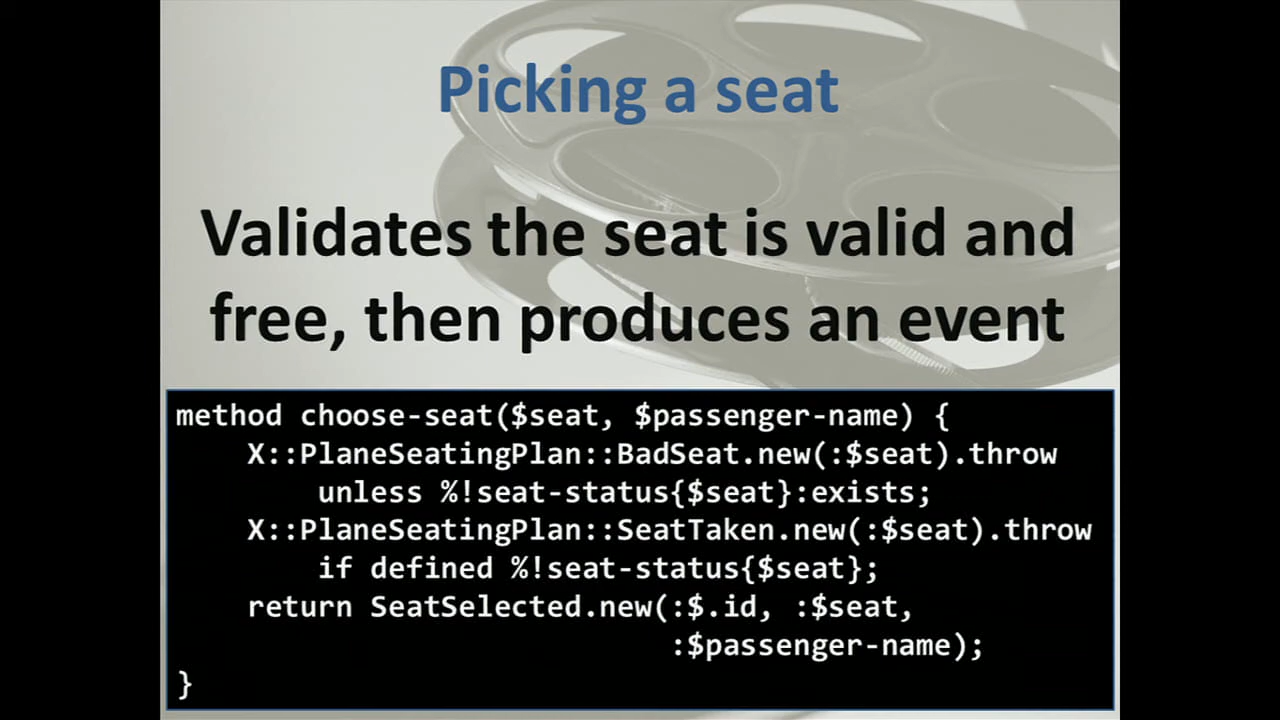 Picking a seat
Validates the seat is valid and
free, then produces an event
method choose-seat($seat, $passenger-name) {
    X::PlaneSeatingPlan::BadSeat.new(:$seat).throw
        unless %!seat-status{$seat}:exists;
    X::PlaneSeatingPlan::SeatTaken.new(:$seat).throw
        if defined %!seat-status{$seat};
    return SeatSelected.new(:$.id, :$seat,
                            :$passenger-name);
}